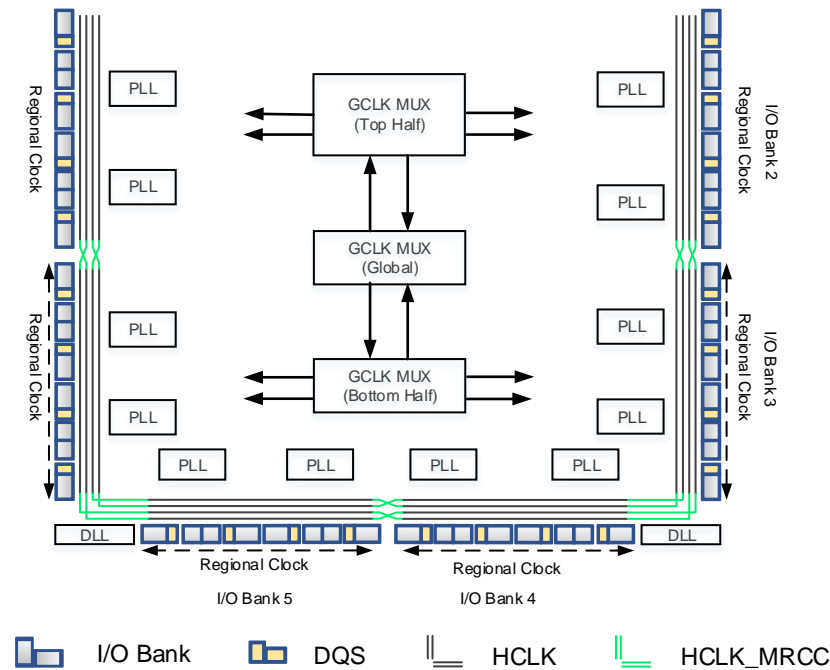 PLL
GCLK MUX
(Top Half)
PLL
Regional Clock
Regional Clock
I/O Bank 2
PLL
PLL
GCLK MUX
(Global)
Regional Clock
PLL
PLL
Regional Clock
I/O Bank 3
GCLK MUX
(Bottom Half)
PLL
PLL
PLL
PLL
PLL
PLL
DLL
DLL
Regional Clock
Regional Clock
I/O Bank 5
I/O Bank 4
I/O Bank
DQS
HCLK
HCLK_MRCC